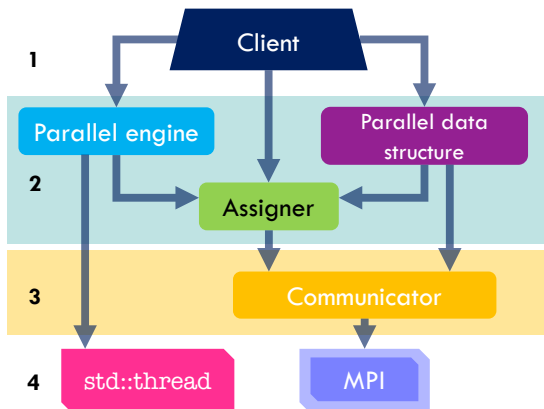 Client
1
Parallel engine
Parallel data
structure
2
Assigner
3
Communicator
4
std::thread
MPI